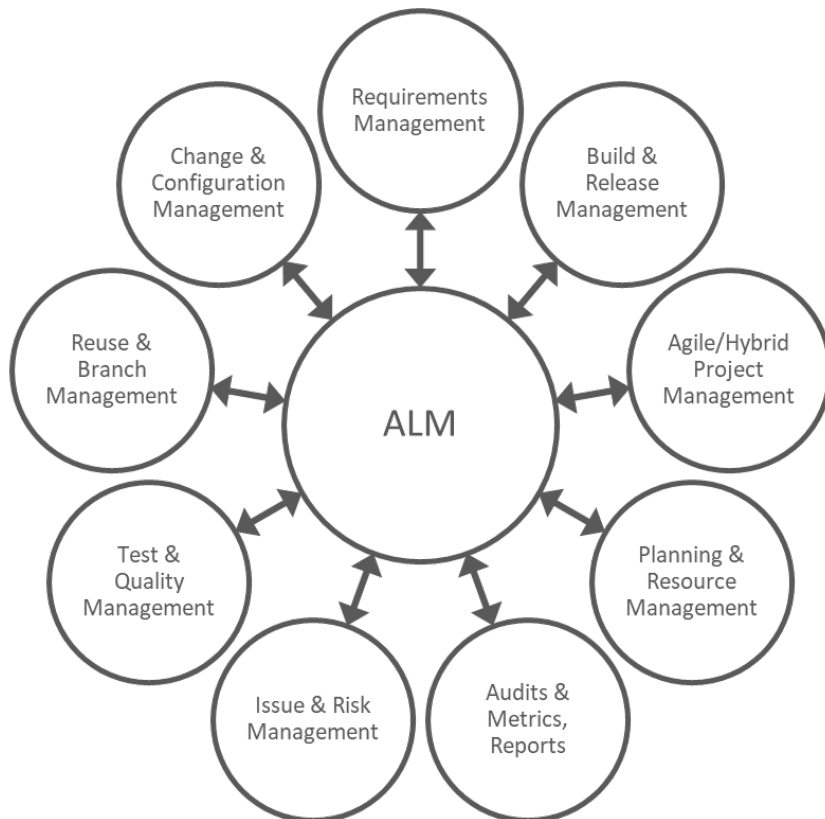 Requirements
Management
Build &
Release
Management
Agile/Hybrid
Project
Management
Planning &
Resource
Management
Audits &
Metrics,
Reports
Issue & Risk
Management
Test &
Quality
Management
Reuse &
Branch
Management
Change &
Configuration
Management
ALM